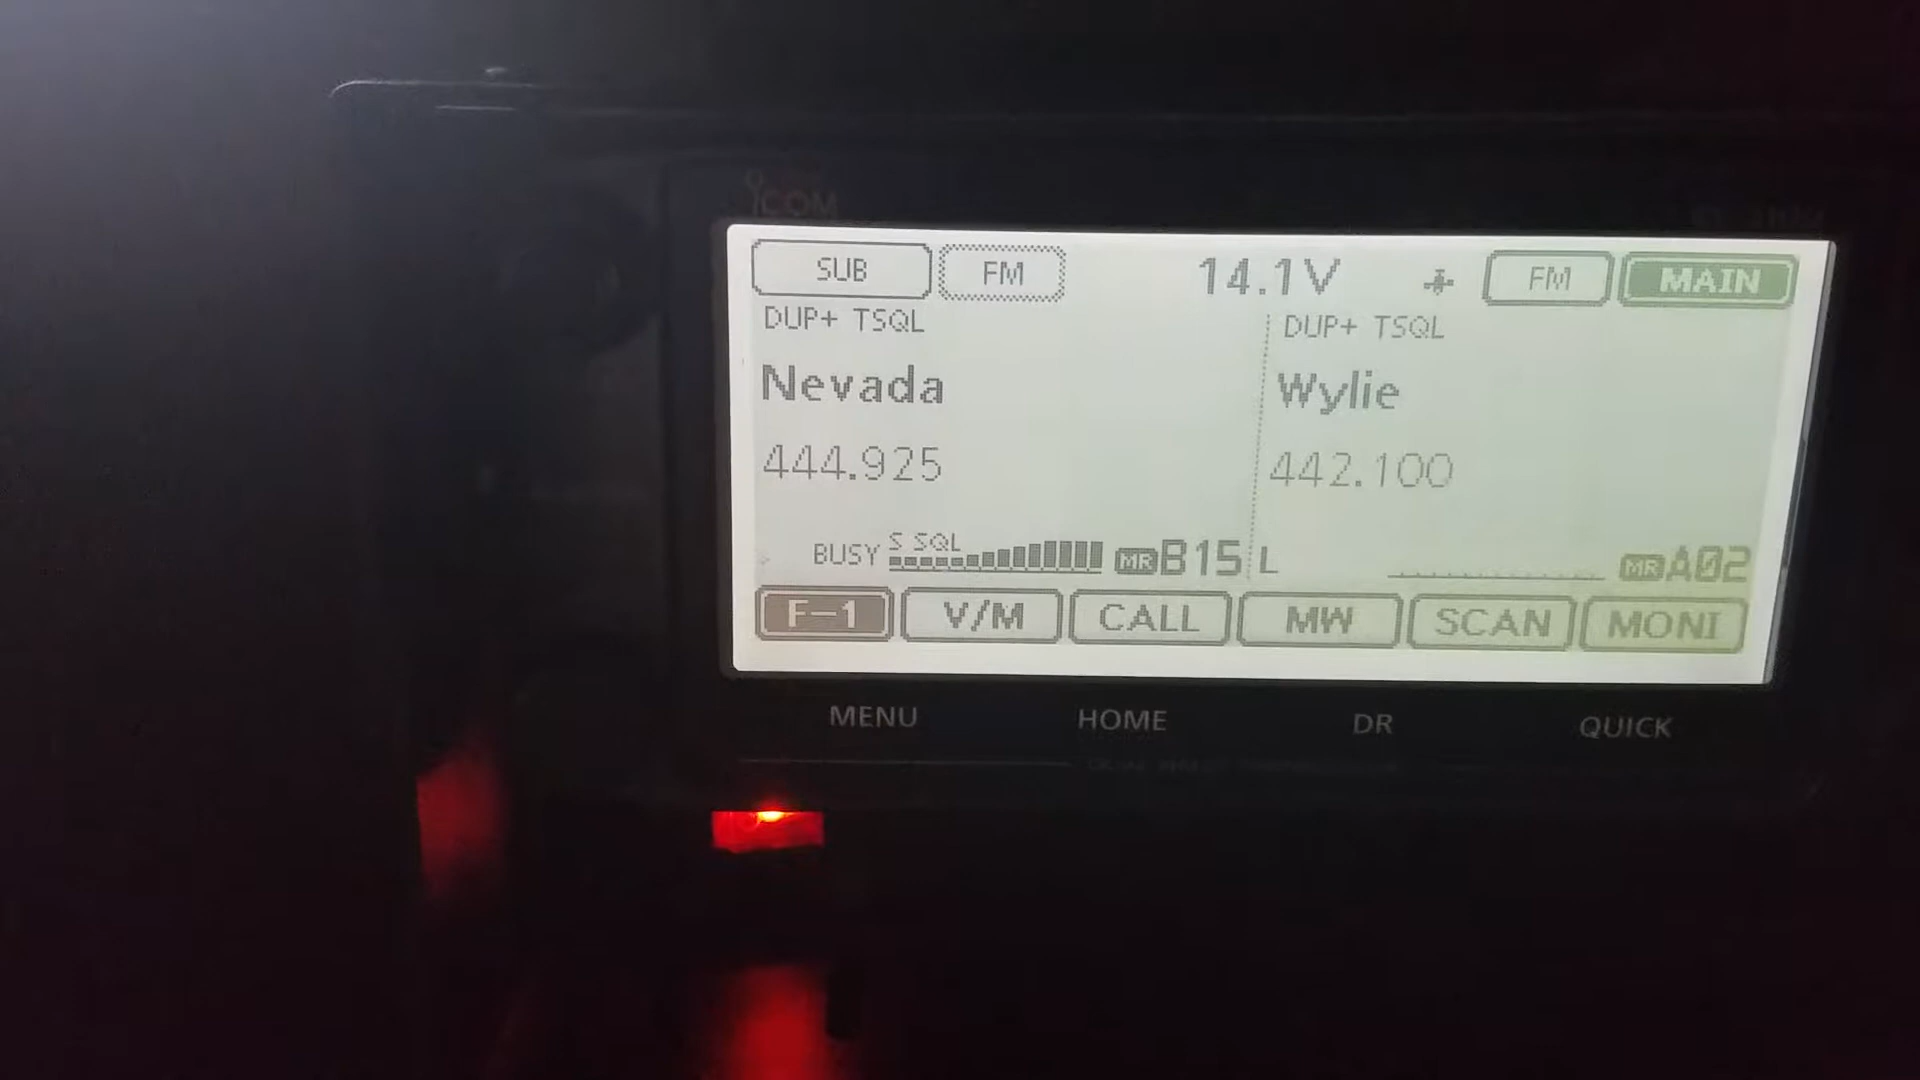 ICOM
SUB FM 14.1V FM MAIN
DUP+ TSQL DUP+ TSQL
Nevada Wylie
444.925 442.100
BUSY S SQL MR B15 L MR A02
F-1 V/M CALL MW SCAN MONI
MENU HOME DR QUICK